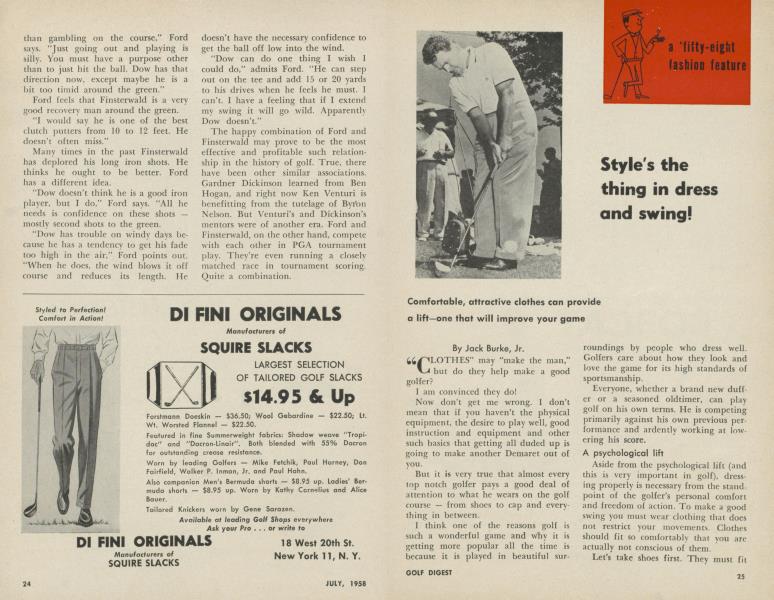 than gambling on the course," Ford
says. "Just going out and playing is
silly. You must have a purpose other
than to just hit the ball. Dow has that
direction now, except maybe he is a
bit too timid around the green."
Ford feels that Finsterwald is a very
good recovery man around the green.
"I would say he is one of the best
clutch putters from 10 to 12 feet. He
doesn't often miss."
Many times in the past Finsterwald
has deplored his long iron shots. He
thinks he ought to be better. Ford
has a different idea.
"Dow doesn't think he is a good iron
player, but I do," Ford says. "All he
needs is confidence on these shots —
mostly second shots to the green.
"Dow has trouble on windy days be-
cause he has a tendency to get his fade
too high in the air," Ford points out.
"When he does, the wind blows it off
course and reduces its length. He
doesn't have the necessary confidence to
get the ball off low into the wind.
"Dow can do one thing I wish I
could do," admits Ford. "He can step
out on the tee and add 15 or 20 yards
to his drives when he feels he must. I
can't. I have a feeling that if I extend
my swing it will go wild. Apparently
Dow doesn't."
The happy combination of Ford and
Finsterwald may prove to be the most
effective and profitable such relation-
ship in the history of golf. True, there
have been other similar associations.
Gardner Dickinson learned from Ben
Hogan, and right now Ken Venturi is
benefitting from the tutelage of Byron
Nelson. But Venturi's and Dickinson's
mentors were of another era. Ford and
Finsterwald, on the other hand, compete
with each other in PGA tournament
play. They're even running a closely
matched race in tournament scoring.
Quite a combination.
Styled to Perfection!
Comfort in Action!
DI FINI ORIGINALS
Manufacturers of
SQUIRE SLACKS
LARGEST SELECTION
OF TAILORED GOLF SLACKS
$14.95 & Up
Forstmann Doeskin — $36.50; Wool Gabardine — $22.50; Lt.
Wt. Worsted Flannel — $22.50.
Featured in fine Summerweight fabrics: Shadow weave "Tropi-
doc" and "Dacron-Linoir". Both blended with 55% Dacron
for outstanding crease resistance.
Worn by leading Golfers — Mike Fetchik, Paul Harney, Don
Fairfield, Walker P. Inman, Jr. and Paul Hahn.
Also companion Men's Bermuda shorts — $8.95 up. Ladies' Ber-
muda shorts — $8.95 up. Worn by Kathy Cornelius and Alice
Bauer.
Tailored Knickers worn by Gene Sarazen.
Available at leading Golf Shops everywhere
Ask your Pro . . . or write to
DI FINI ORIGINALS
Manufacturers of
SQUIRE SLACKS
18 West 20th St.
New York 11, N. Y.
24
JULY, 1958
a 'fifty-eight
fashion feature
Style's the
thing in dress
and swing!
Comfortable, attractive clothes can provide
a lift—one that will improve your game
By Jack Burke, Jr.
"CLOTHES" may "make the man,"
but do they help make a good
golfer?
I am convinced they do!
Now don't get me wrong. I don't
mean that if you haven't the physical
equipment, the desire to play well, good
instruction and equipment and other
such basics that getting all duded up is
going to make another Demaret out of
you.
But it is very true that almost every
top notch golfer pays a good deal of
attention to what he wears on the golf
course — from shoes to cap and every-
thing in between.
I think one of the reasons golf is
such a wonderful game and why it is
getting more popular all the time is
because it is played in beautiful sur-
roundings by people who dress well.
Golfers care about how they look and
love the game for its high standards of
sportsmanship.
Everyone, whether a brand new duff-
er or a seasoned oldtimer, can play
golf on his own terms. He is competing
primarily against his own previous per-
formance and ardently working at low-
ering his score.
A psychological lift
Aside from the psychological lift (and
this is very important in golf), dress-
ing properly is necessary from the stand-
point of the golfer's personal comfort
and freedom of action. To make a good
swing you must wear clothing that does
not restrict your movements. Clothes
should fit so comfortably that you are
actually not conscious of them.
Let's take shoes first. They must fit
GOLF DIGEST
25